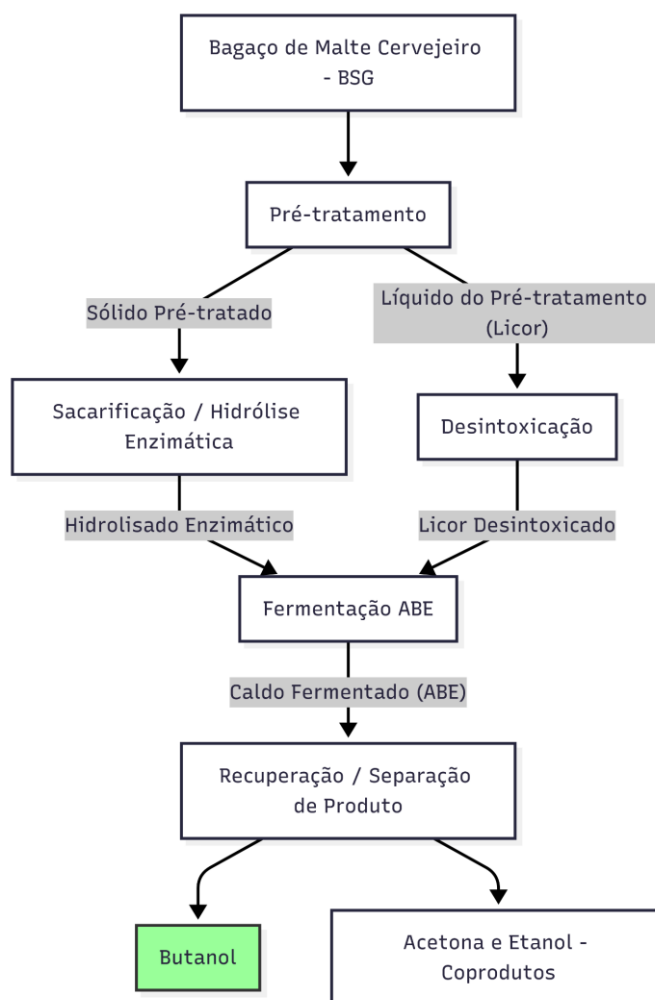 Bagaço de Malte Cervejeiro
- BSG
Pré-tratamento
Sólido Pré-tratado
Líquido do Pré-tratamento
(Licor)
Sacarificação / Hidrólise
Enzimática
Desintoxicação
Hidrolisado Enzimático
Licor Desintoxicado
Fermentação ABE
Caldo Fermentado (ABE)
Recuperação / Separação
de Produto
Butanol
Acetona e Etanol -
Coprodutos